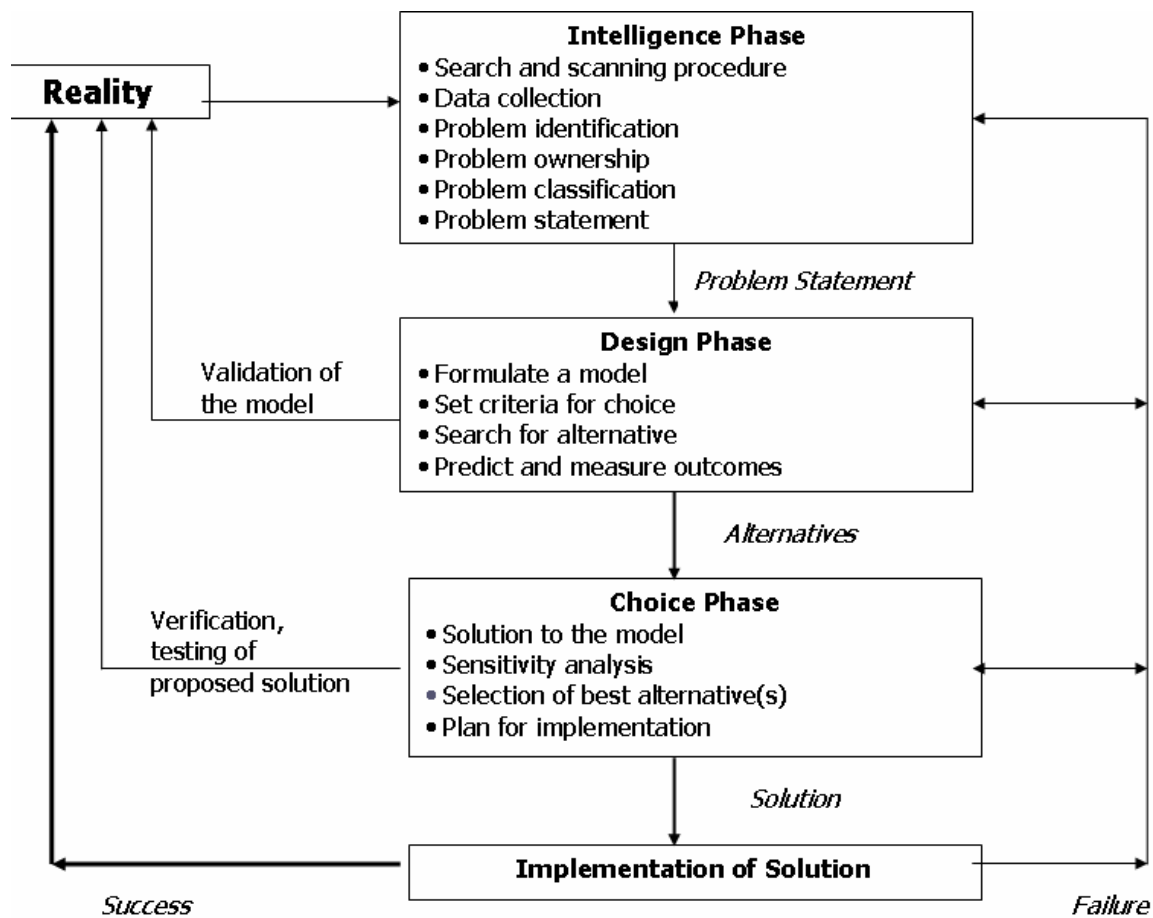 Reality
Intelligence Phase
• Search and scanning procedure
• Data collection
• Problem identification
• Problem ownership
• Problem classification
• Problem statement
Problem Statement
Design Phase
• Formulate a model
• Set criteria for choice
• Search for alternative
• Predict and measure outcomes
Validation of
the model
Alternatives
Choice Phase
• Solution to the model
• Sensitivity analysis
• Selection of best alternative(s)
• Plan for implementation
Verification,
testing of
proposed solution
Solution
Implementation of Solution
Success
Failure